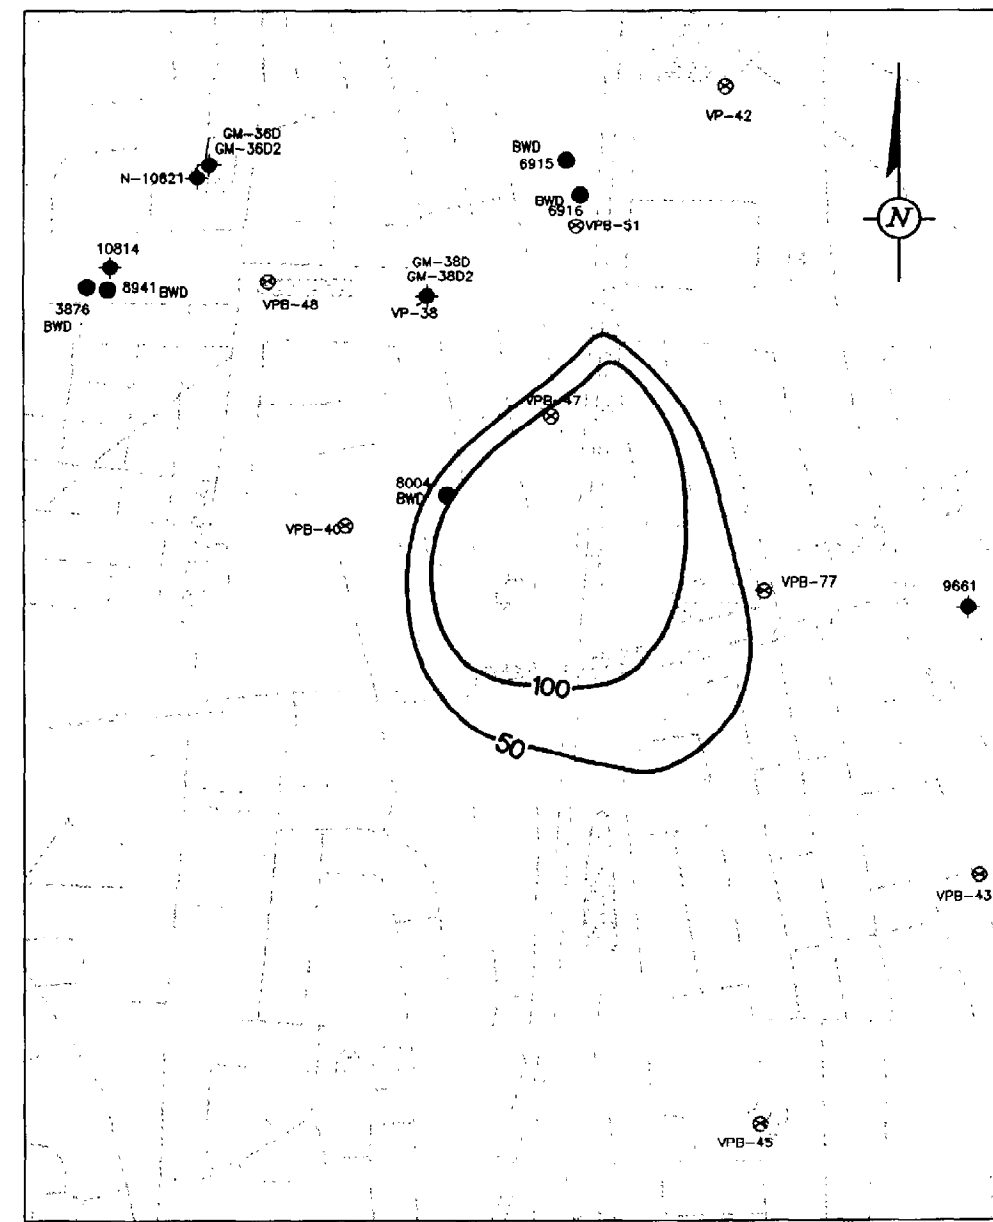 VP-42
GM-36D
GM-36D2
N-10621
BWD
6915
BWD
6916
VPB-51
N
10814
8941 BWD
3876
BWD
VPB-48
GM-38D
GM-38D2
VP-38
VPB-47
8004
BWD
VPB-40
VPB-77
9661
100
50
VPB-43
VPB-45